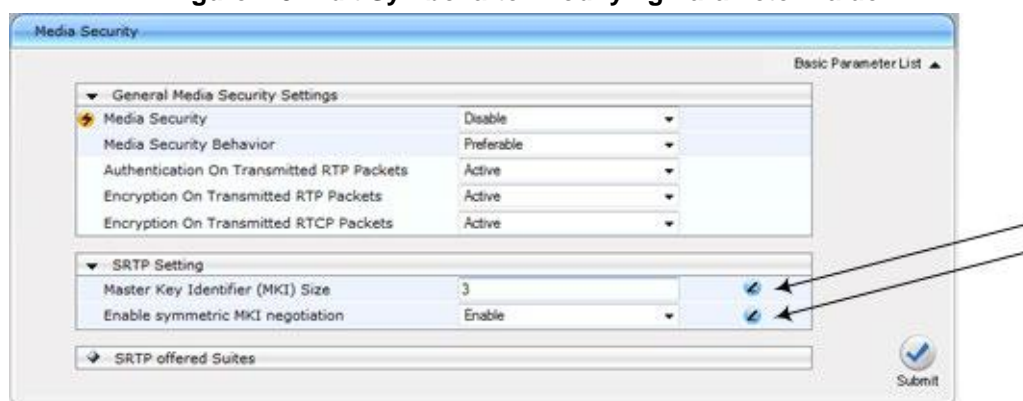 Media Security
Basic Parameter List
General Media Security Settings
Media Security Disable
Media Security Behavior Preferable
Authentication On Transmitted RTP Packets Active
Encryption On Transmitted RTP Packets Active
Encryption On Transmitted RTCP Packets Active
SRTP Setting
Master Key Identifier (MKI) Size 3
Enable symmetric MKI negotiation Enable
SRTP offered Suites
Submit